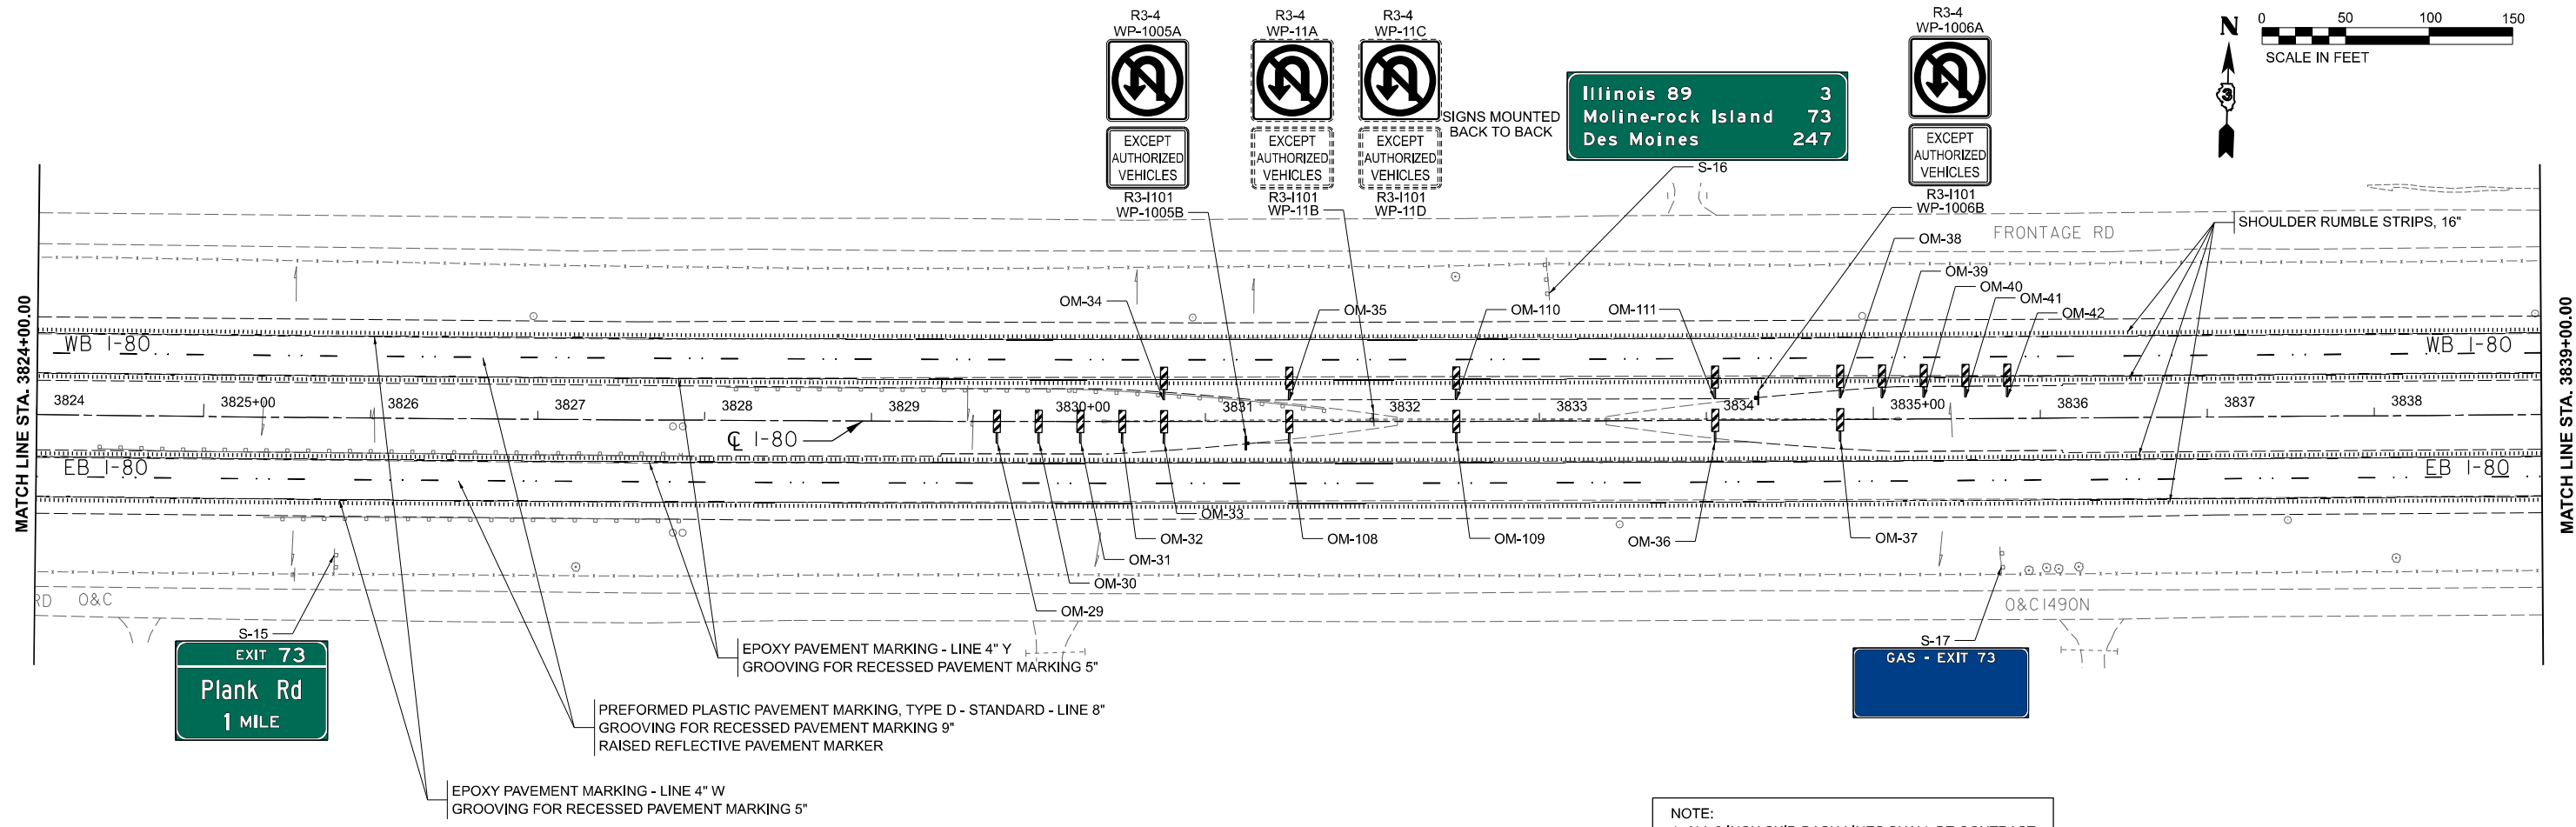 R3-4
WP-1005A
EXCEPT
AUTHORIZED
VEHICLES
R3-I101
WP-1005B
R3-4
WP-11A
EXCEPT
AUTHORIZED
VEHICLES
R3-I101
WP-11B
R3-4
WP-11C
EXCEPT
AUTHORIZED
VEHICLES
R3-I101
WP-11D
SIGNS MOUNTED
BACK TO BACK
Illinois 89 3
Moline-rock Island 73
Des Moines 247
S-16
R3-4
WP-1006A
EXCEPT
AUTHORIZED
VEHICLES
R3-I101
WP-1006B
N
3
0 50 100 150
SCALE IN FEET
SHOULDER RUMBLE STRIPS, 16"
FRONTAGE RD
MATCH LINE STA. 3824+00.00
MATCH LINE STA. 3839+00.00
OM-34
OM-35
OM-110
OM-111
OM-38
OM-39
OM-40
OM-41
OM-42
WB I-80
WB I-80
3824 3825+00 3826 3827 3828 3829 3830+00 3831 3832 3833 3834 3835+00 3836 3837 3838
℄ I-80
EB I-80
EB I-80
OM-33
OM-32
OM-31
OM-30
OM-29
OM-108
OM-109
OM-36
OM-37
RD O&C
O&C1490N
S-15
EXIT 73
Plank Rd
1 MILE
S-17
GAS - EXIT 73
EPOXY PAVEMENT MARKING - LINE 4" Y
GROOVING FOR RECESSED PAVEMENT MARKING 5"
PREFORMED PLASTIC PAVEMENT MARKING, TYPE D - STANDARD - LINE 8"
GROOVING FOR RECESSED PAVEMENT MARKING 9"
RAISED REFLECTIVE PAVEMENT MARKER
EPOXY PAVEMENT MARKING - LINE 4" W
GROOVING FOR RECESSED PAVEMENT MARKING 5"
NOTE: